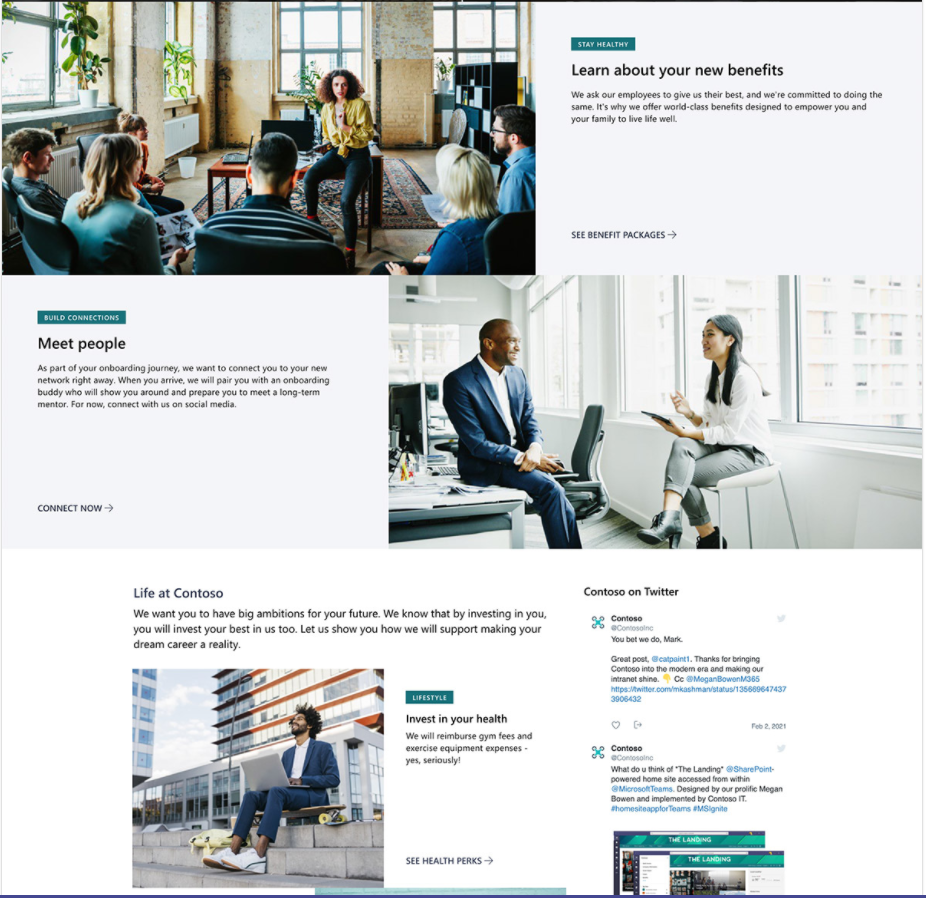 STAY HEALTHY
Learn about your new benefits
We ask our employees to give us their best, and we're committed to doing the
same. It's why we offer world-class benefits designed to empower you and
your family to live life well.
SEE BENEFIT PACKAGES
BUILD CONNECTIONS
Meet people
As part of your onboarding journey, we want to connect you to your new
network right away. When you arrive, we will pair you with an onboarding
buddy who will show you around and prepare you to meet a long-term
mentor. For now, connect with us on social media.
CONNECT NOW
Life at Contoso
We want you to have big ambitions for your future. We know that by investing in you,
you will invest your best in us too. Let us show you how we will support making your
dream career a reality.
LIFESTYLE
Invest in your health
We will reimburse gym fees and
exercise equipment expenses -
yes, seriously!
SEE HEALTH PERKS
Contoso on Twitter
Contoso
@ContosoInc
You bet we do, Mark.
Great post, @catpaint1. Thanks for bringing
Contoso into the modern era and making our
intranet shine. 👇 Cc @MeganBowenM365
https://twitter.com/mkashman/status/135669647437
3906432
Feb 2, 2021
Contoso
@ContosoInc
What do u think of "The Landing" @SharePoint-
powered home site accessed from within
@MicrosoftTeams. Designed by our prolific Megan
Bowen and implemented by Contoso IT.
#homesiteappforTeams #MSIgnite
THE LANDING
THE LANDING